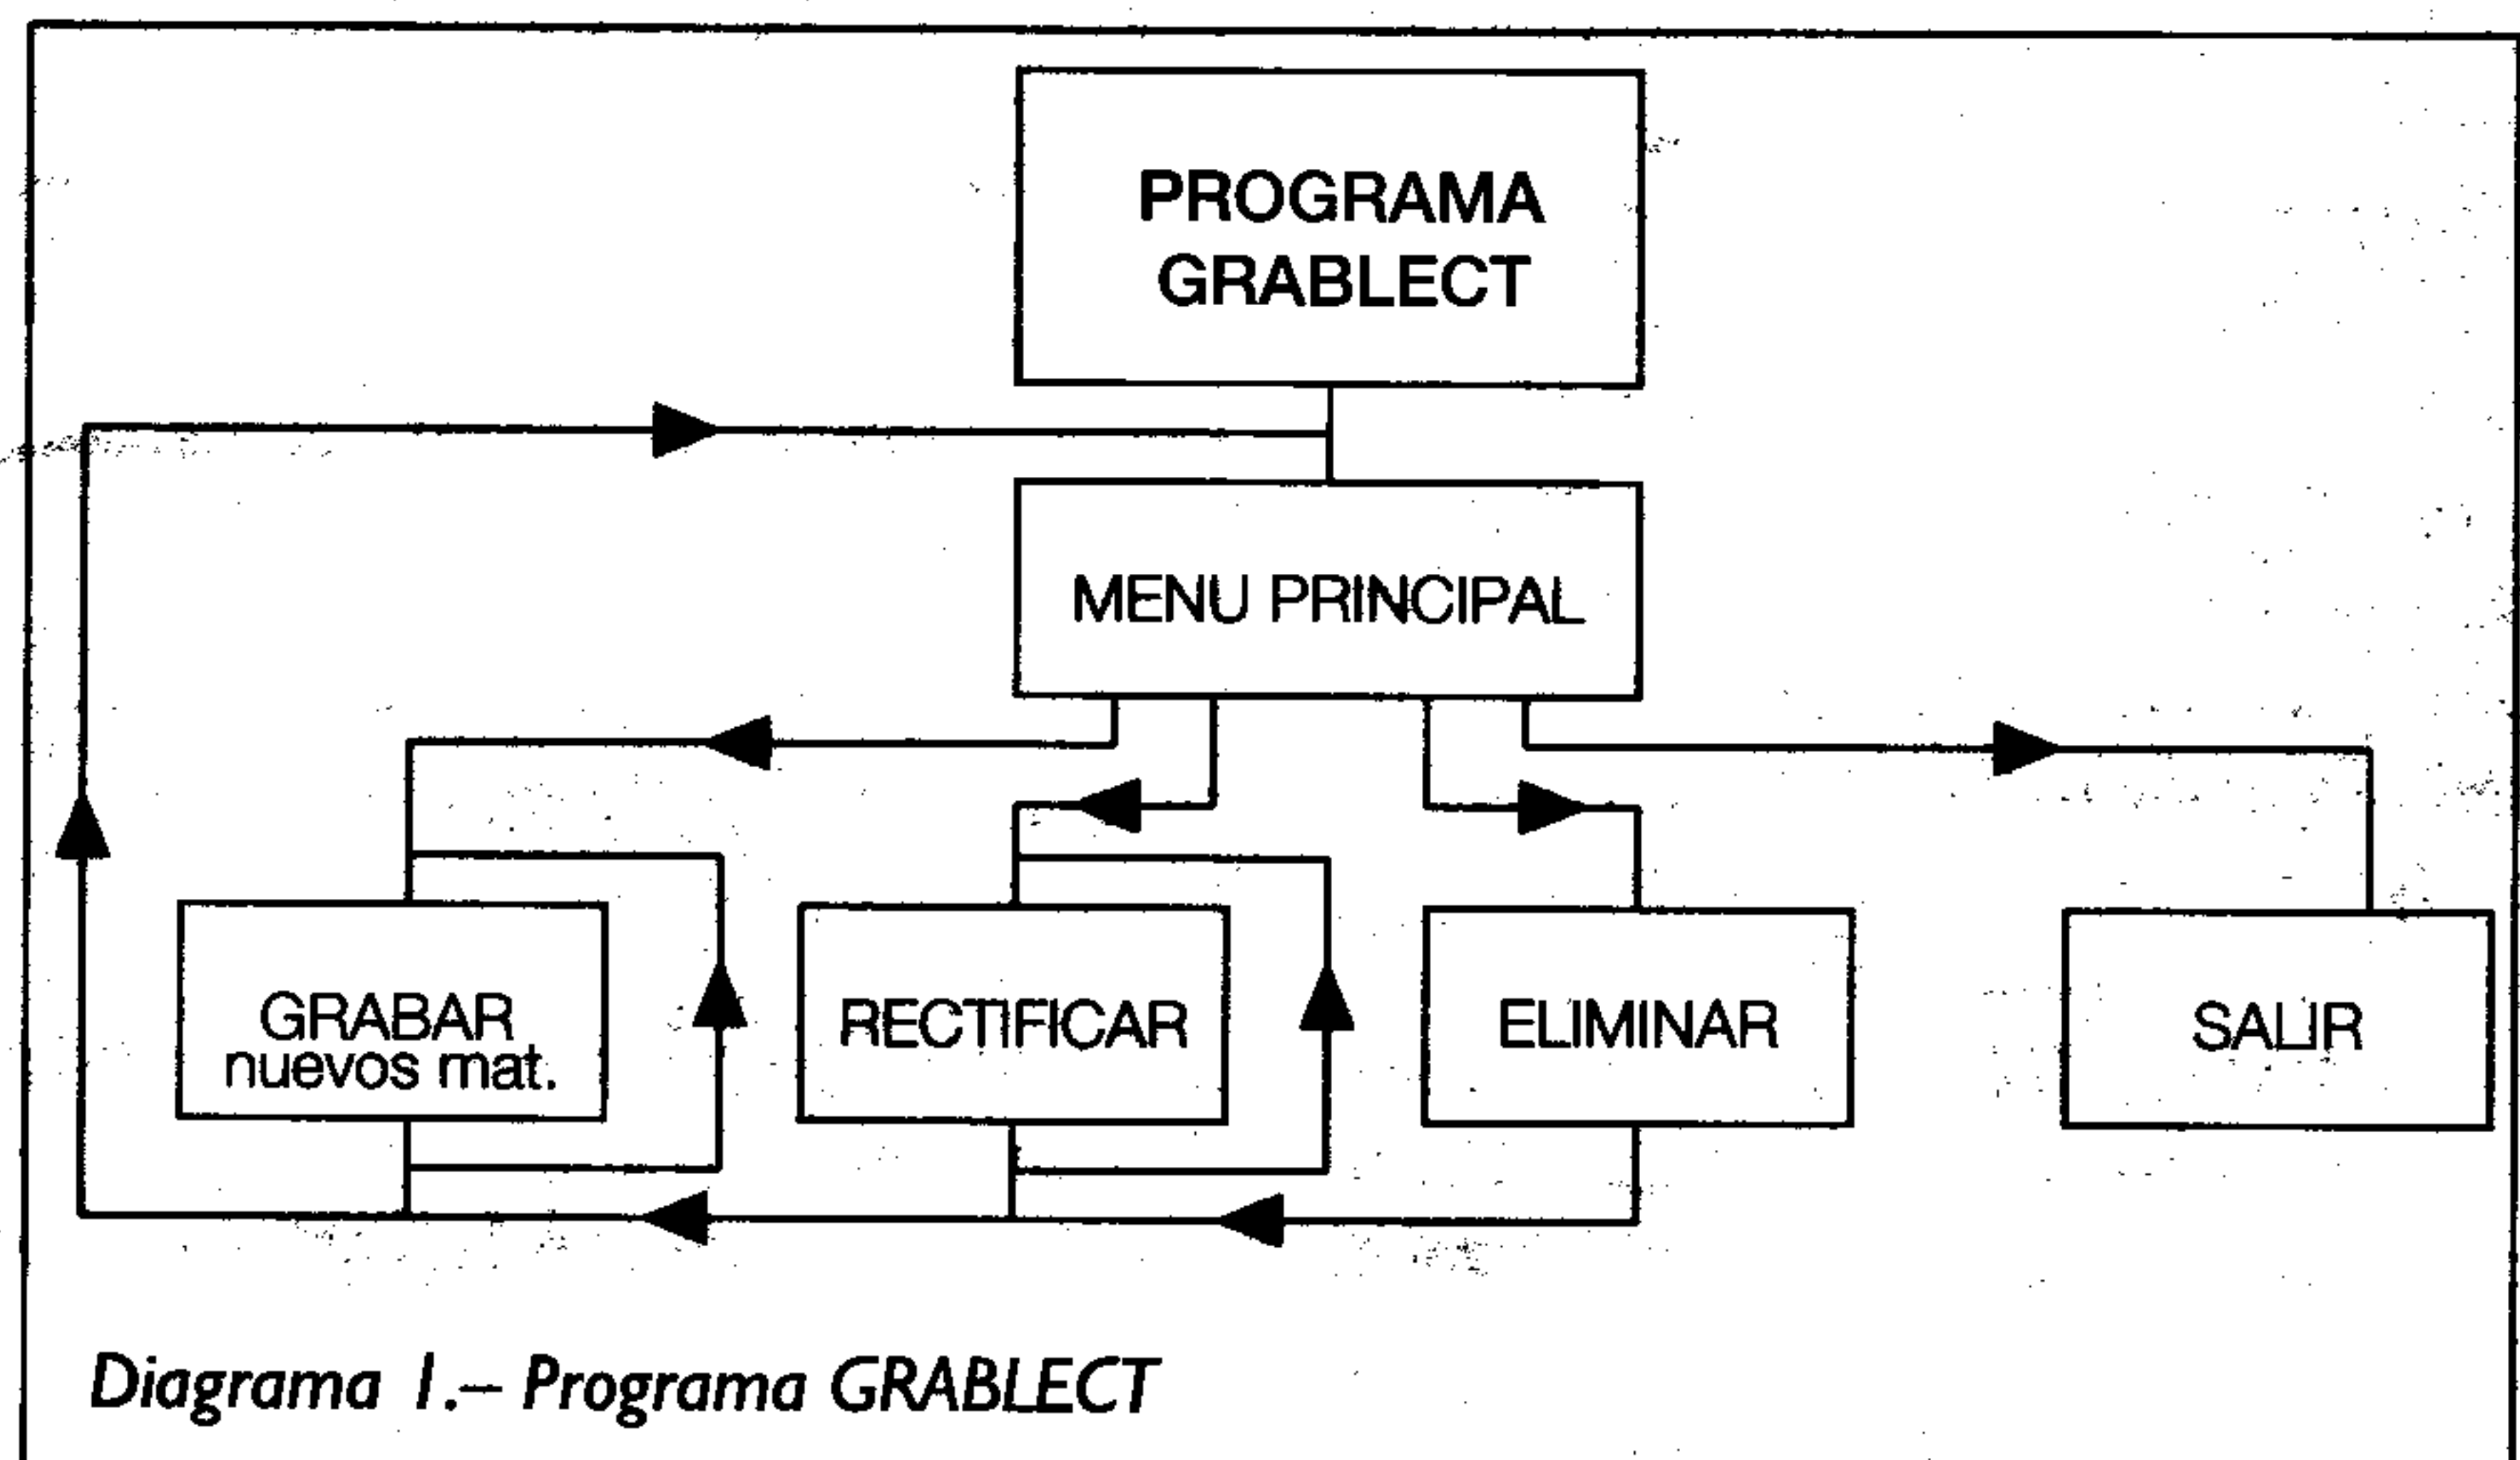 PROGRAMA
GRABLECT
MENU PRINCIPAL
GRABAR
nuevos mat.
RECTIFICAR
ELIMINAR
SALIR
Diagrama 1.– Programa GRABLECT